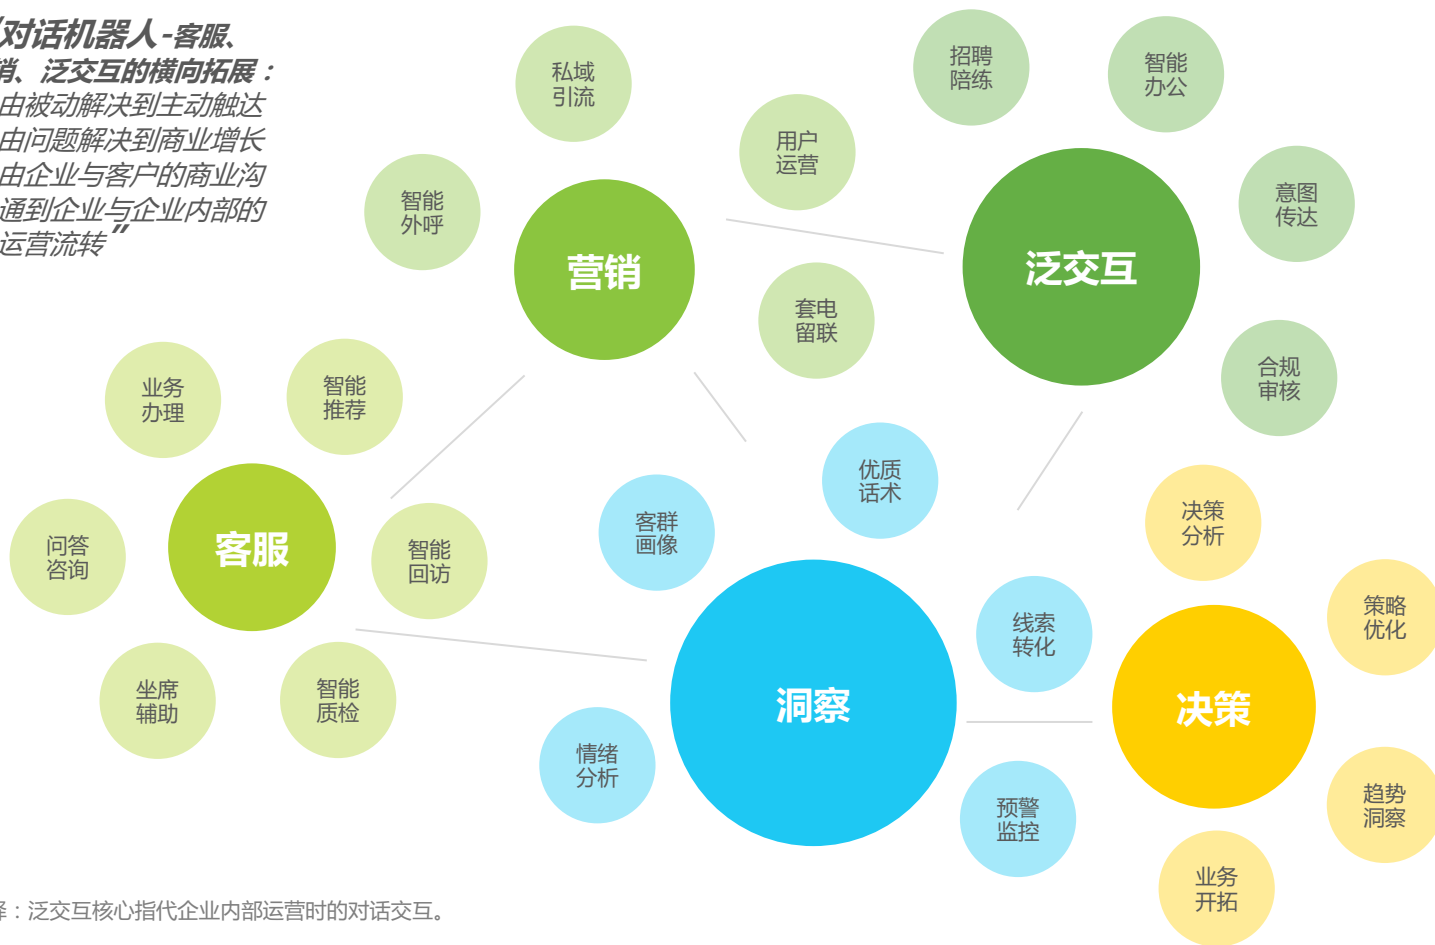 对话机器人-客服、
销、泛交互的横向拓展：
由被动解决到主动触达
由问题解决到商业增长
由企业与客户的商业沟
通到企业与企业内部的
运营流转”
私域
引流
智能
外呼
用户
运营
套电
留联
营销
招聘
陪练
智能
办公
意图
传达
合规
审核
泛交互
业务
办理
智能
推荐
问答
咨询
智能
回访
坐席
辅助
智能
质检
客服
客群
画像
优质
话术
线索
转化
情绪
分析
预警
监控
洞察
决策
分析
策略
优化
趋势
洞察
业务
开拓
决策
释：泛交互核心指代企业内部运营时的对话交互。